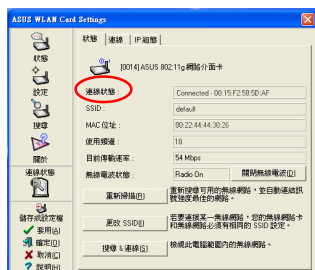 ASUS WLAN Card Settings
狀態 連線 IP組態
狀態
[0014] ASUS 802.11g 網路介面卡
設定
連線狀態 :
Connected - 00:15:F2:50:5D:AF
SSID :
default
搜尋
MAC 位址 :
00:22:44:44:30:26
使用頻道 :
10
關於
目前傳輸速率 :
54 Mbps
連線狀態
無線電波狀態 :
Radio On
關閉無線電波(D)
重新掃描(R)
重新搜尋可用的無線網路，並自動連結訊
號強度最佳的網路。
儲存成設定檔
更改 SSID(I)
若要連接某一無線網路，您的無線網路卡
和無線網路必須有相同的 SSID 設定。
套用(A)
確定(O)
搜尋 & 連線(S)
檢視此電腦範圍內的無線網路。
取消(C)
說明(H)